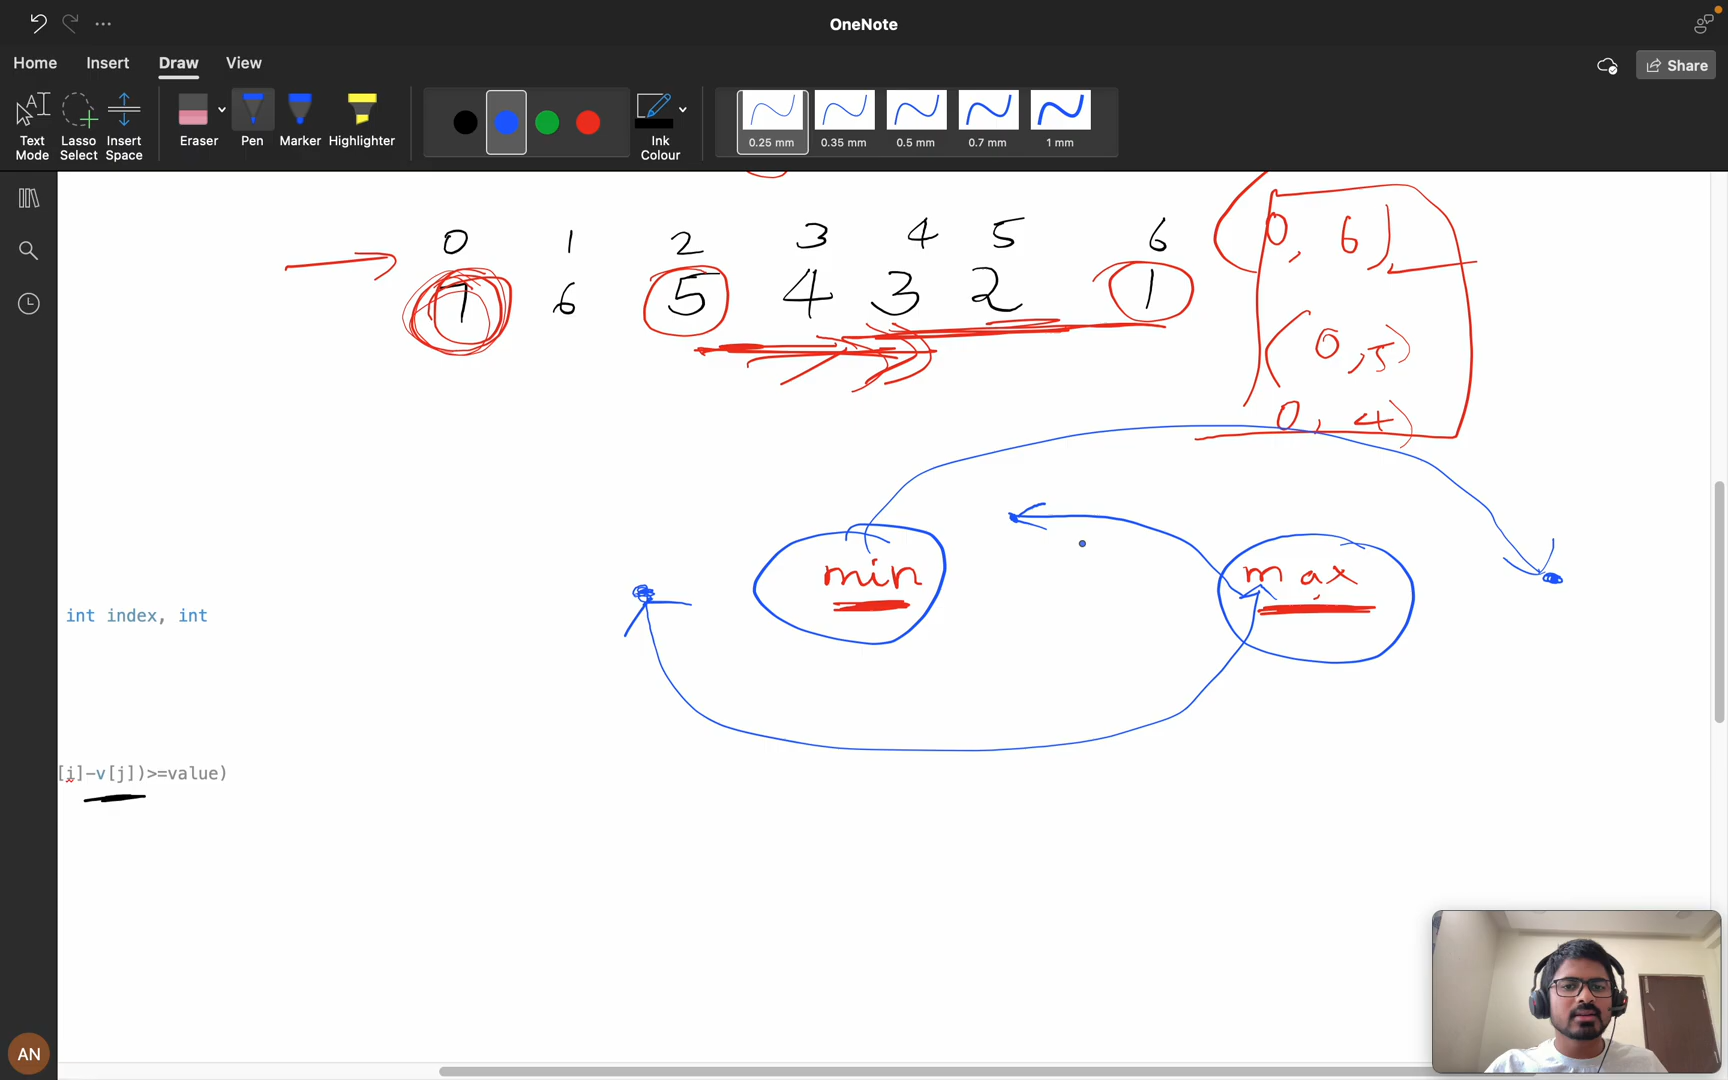 OneNote
Home Insert Draw View
Share
Text Mode
Lasso Select
Insert Space
Eraser
Pen
Marker
Highlighter
Ink Colour
0.25 mm
0.35 mm
0.5 mm
0.7 mm
1 mm
0 1 2 3 4 5 6
7 6 5 4 3 2 1
0, 6)
(0,5)
0, 4)
min max
int index, int
[i]-v[j])>=value)
AN